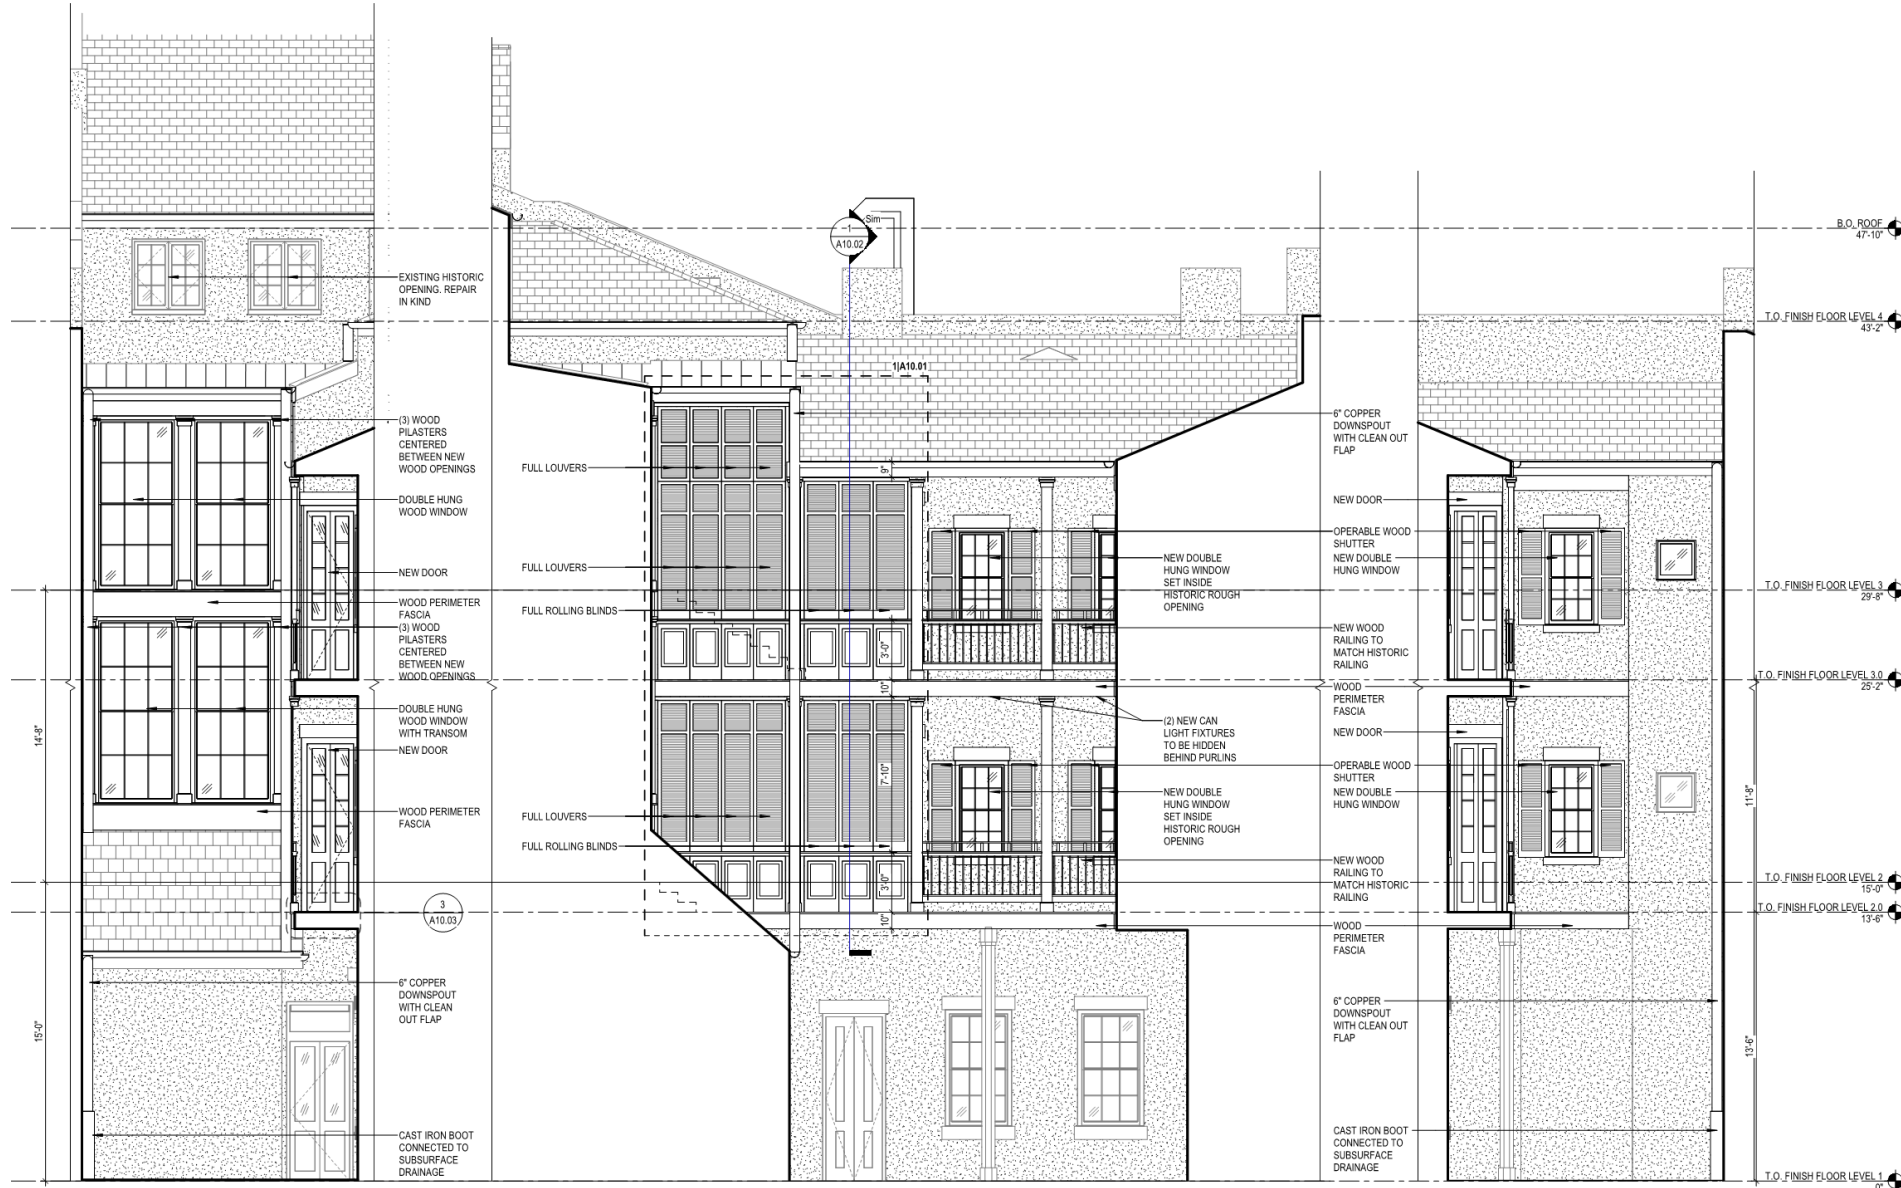 EXISTING HISTORIC
OPENING. REPAIR
IN KIND
(3) WOOD
PILASTERS
CENTERED
BETWEEN NEW
WOOD OPENINGS
DOUBLE HUNG
WOOD WINDOW
NEW DOOR
WOOD PERIMETER
FASCIA
(3) WOOD
PILASTERS
CENTERED
BETWEEN NEW
WOOD OPENINGS
DOUBLE HUNG
WOOD WINDOW
WITH TRANSOM
NEW DOOR
WOOD PERIMETER
FASCIA
3
A10.03
6" COPPER
DOWNSPOUT
WITH CLEAN
OUT FLAP
CAST IRON BOOT
CONNECTED TO
SUBSURFACE
DRAINAGE
14'-8"
15'-0"
1
A10.02
Sim
1|A10.01
FULL LOUVERS
FULL LOUVERS
FULL ROLLING BLINDS
FULL LOUVERS
FULL ROLLING BLINDS
9"
3'-0"
10"
7'-10"
3'-0"
10"
NEW DOUBLE
HUNG WINDOW
SET INSIDE
HISTORIC ROUGH
OPENING
(2) NEW CAN
LIGHT FIXTURES
TO BE HIDDEN
BEHIND PURLINS
NEW DOUBLE
HUNG WINDOW
SET INSIDE
HISTORIC ROUGH
OPENING
6" COPPER
DOWNSPOUT
WITH CLEAN OUT
FLAP
NEW DOOR
OPERABLE WOOD
SHUTTER
NEW DOUBLE
HUNG WINDOW
NEW WOOD
RAILING TO
MATCH HISTORIC
RAILING
WOOD
PERIMETER
FASCIA
NEW DOOR
OPERABLE WOOD
SHUTTER
NEW DOUBLE
HUNG WINDOW
NEW WOOD
RAILING TO
MATCH HISTORIC
RAILING
WOOD
PERIMETER
FASCIA
6" COPPER
DOWNSPOUT
WITH CLEAN OUT
FLAP
CAST IRON BOOT
CONNECTED TO
SUBSURFACE
DRAINAGE
11'-8"
13'-6"
B.O. ROOF
47'-10"
T.O. FINISH FLOOR LEVEL 4
43'-2"
T.O. FINISH FLOOR LEVEL 3
29'-8"
T.O. FINISH FLOOR LEVEL 3.0
25'-2"
T.O. FINISH FLOOR LEVEL 2
15'-0"
T.O. FINISH FLOOR LEVEL 2.0
13'-6"
T.O. FINISH FLOOR LEVEL 1
0"